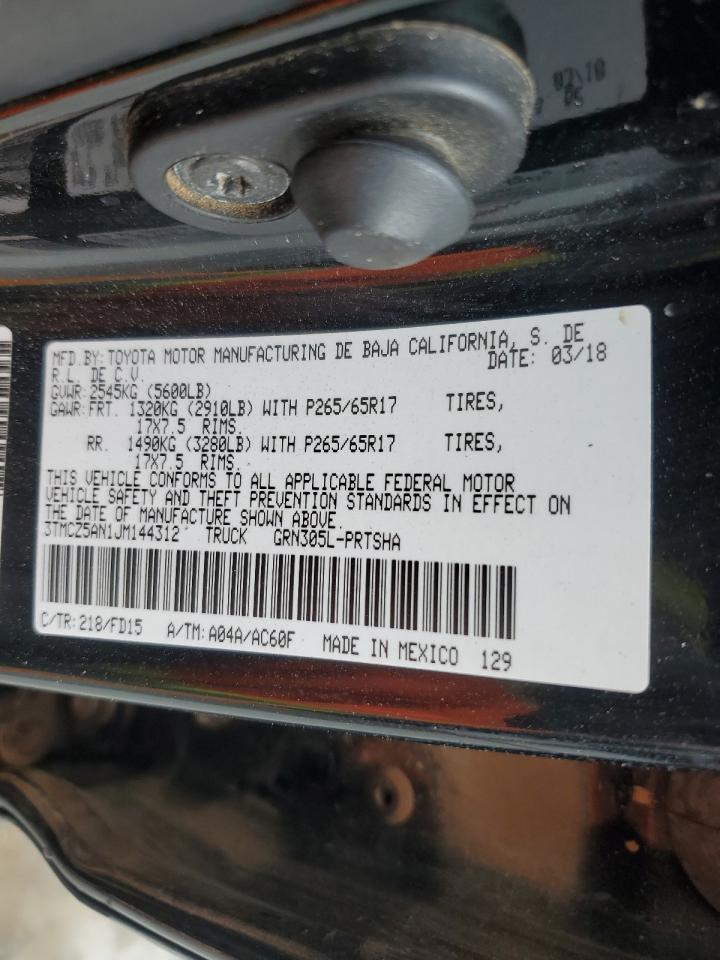 MFD.BY: TOYOTA MOTOR MANUFACTURING DE BAJA CALIFORNIA, S. DE
R.L. DE C.V. DATE: 03/18
GVWR: 2545KG (5600LB)
GAWR: FRT. 1320KG (2910LB) WITH P265/65R17 TIRES,
17X7.5 RIMS.
RR. 1490KG (3280LB) WITH P265/65R17 TIRES,
17X7.5 RIMS.
THIS VEHICLE CONFORMS TO ALL APPLICABLE FEDERAL MOTOR
VEHICLE SAFETY AND THEFT PREVENTION STANDARDS IN EFFECT ON
THE DATE OF MANUFACTURE SHOWN ABOVE.
3TMCZ5AN1JM144312 TRUCK GRN305L-PRTSHA
C/TR: 218/FD15 A/TM: A04A/AC60F MADE IN MEXICO 129